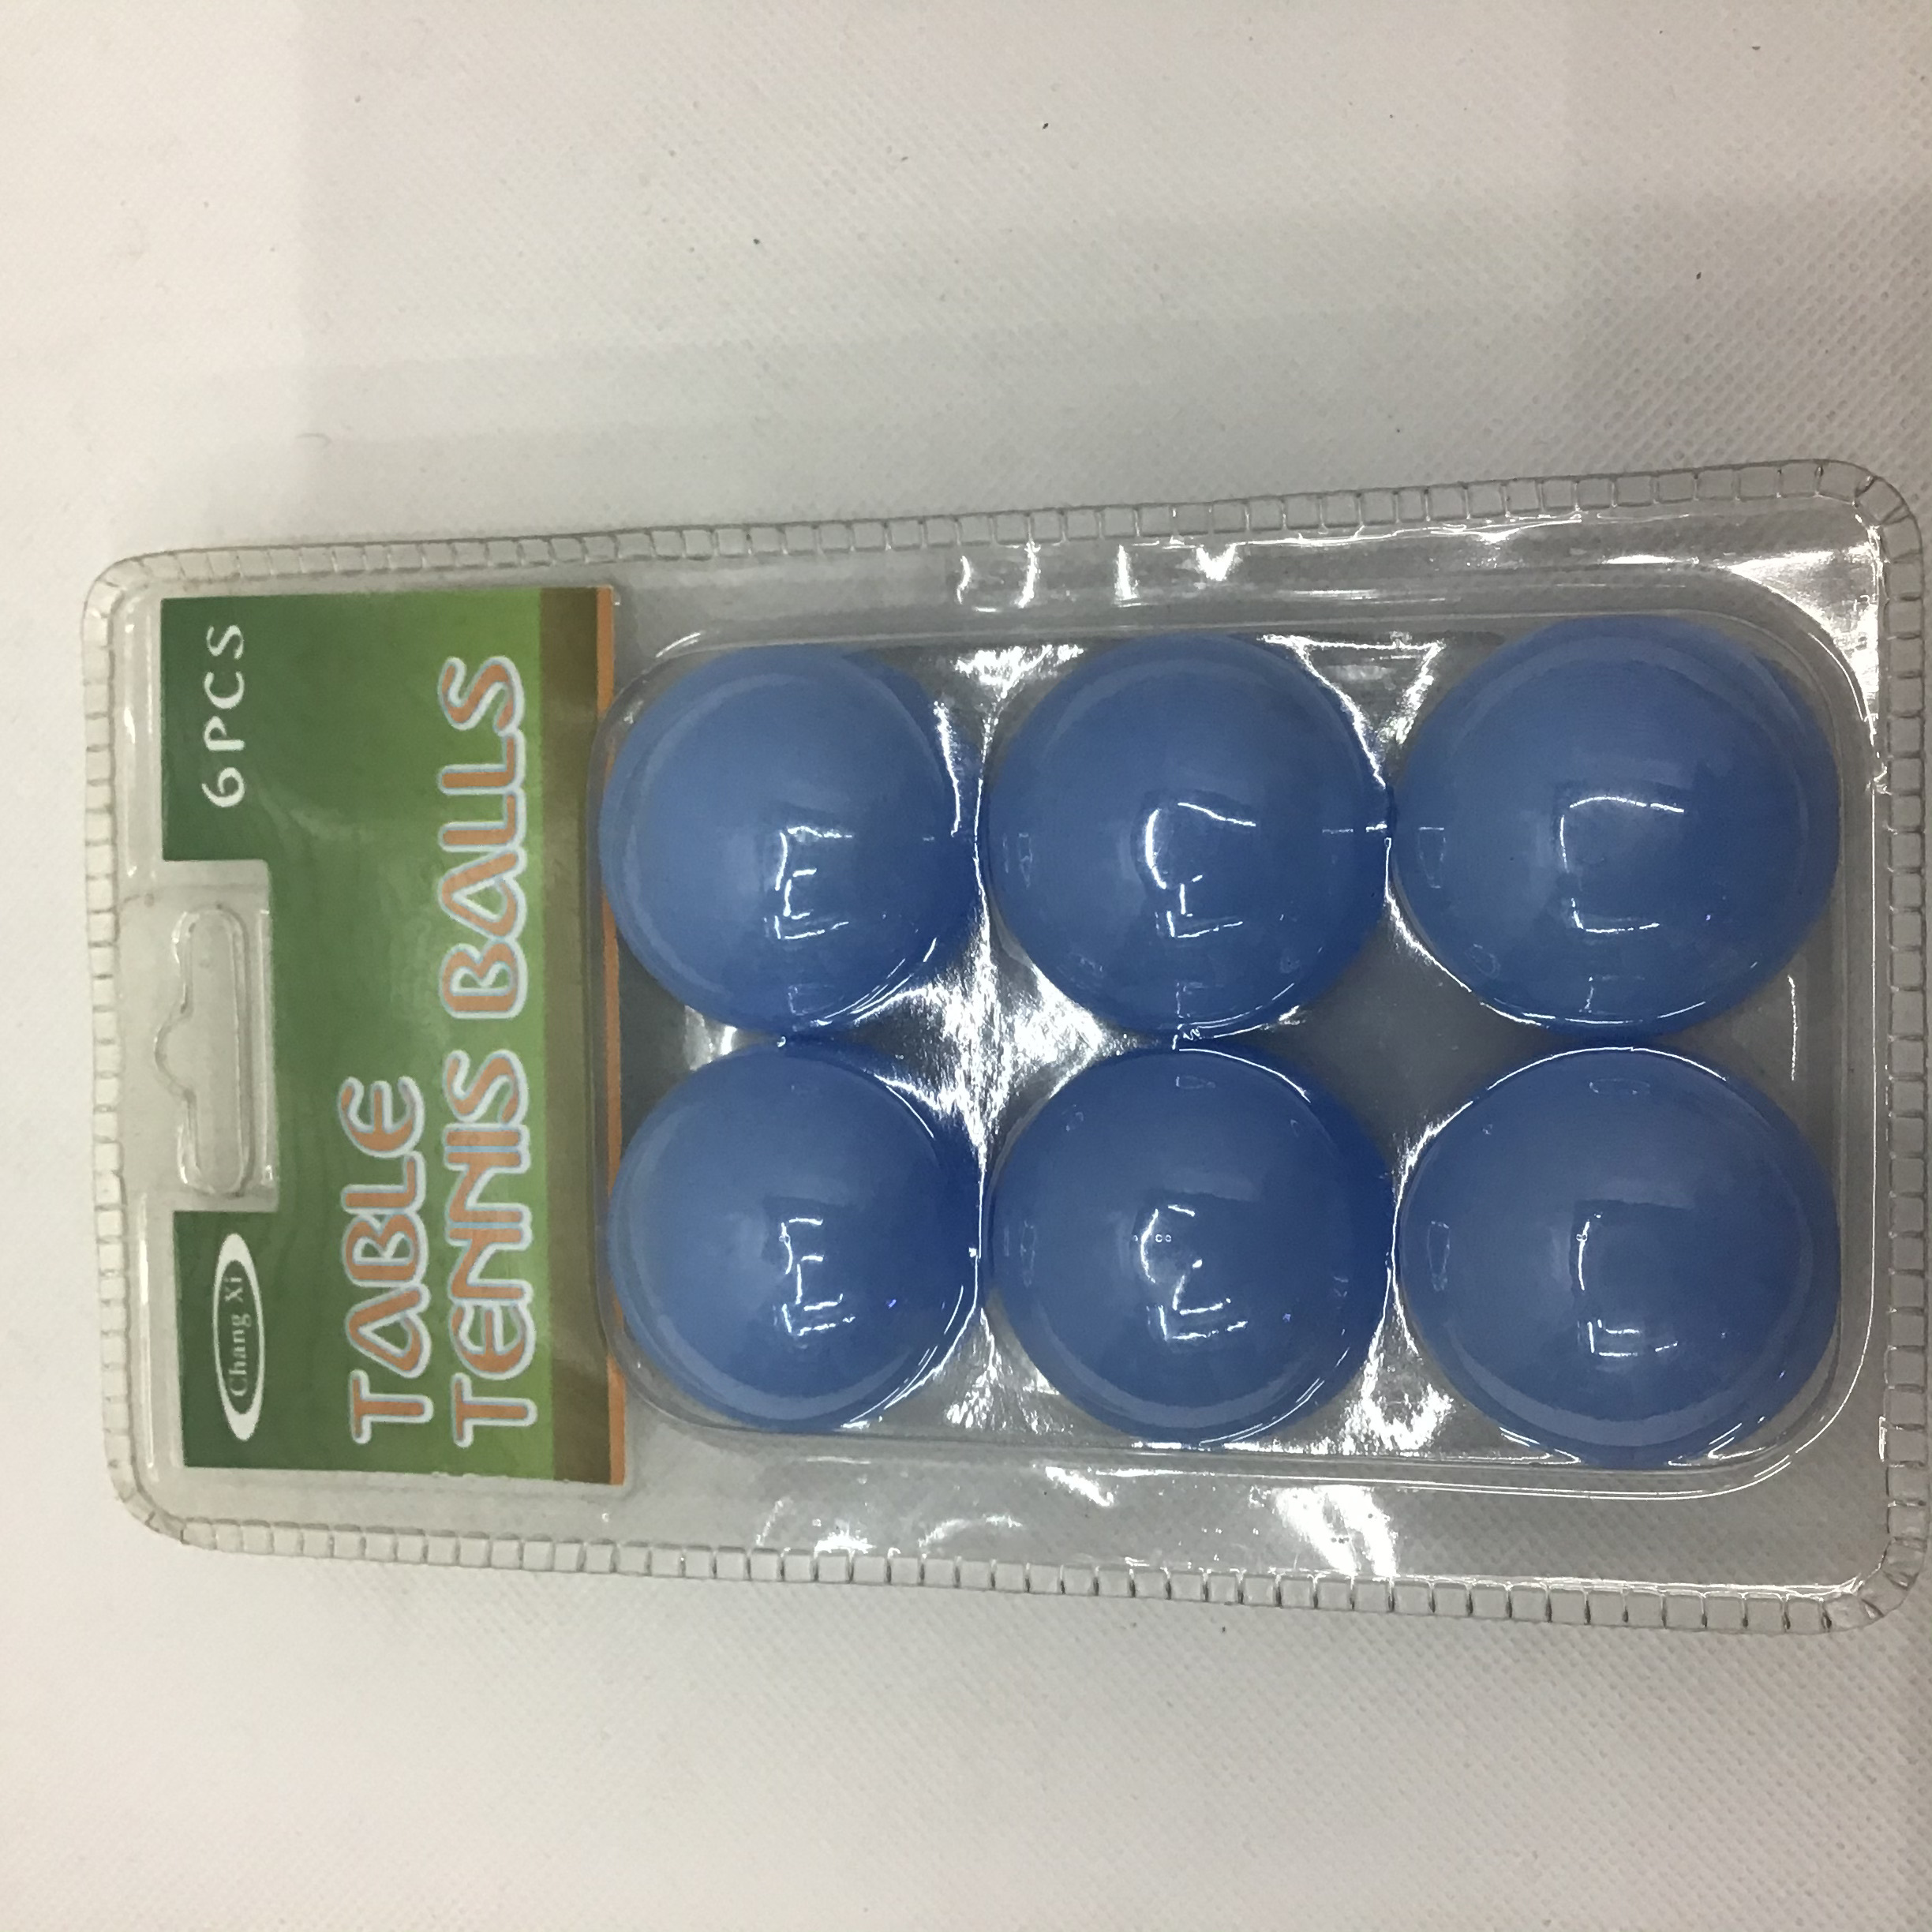 Chang Xi
6PCS
TABLE
TENNIS BALLS